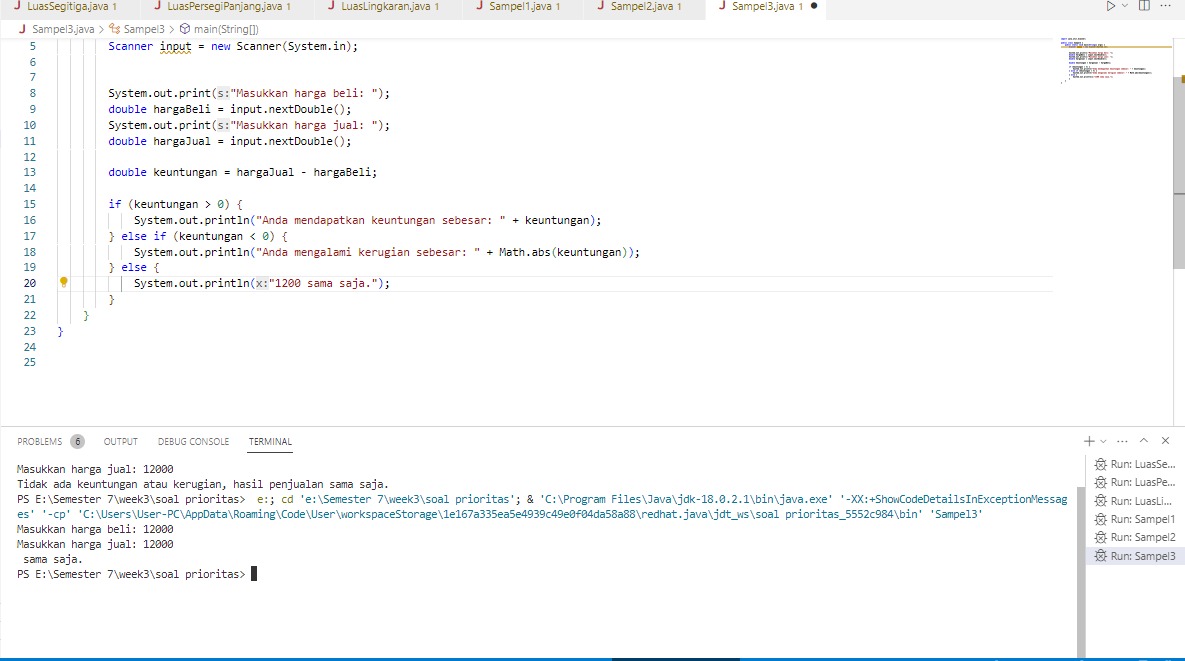 LuasSegitiga.java 1
LuasPersegiPanjang.java 1
LuasLingkaran.java 1
Sampel1.java 1
Sampel2.java 1
Sampel3.java 1
Sampel3.java > Sampel3 > main(String[])
5 Scanner input = new Scanner(System.in);
6
7
8 System.out.print(s:"Masukkan harga beli: ");
9 double hargaBeli = input.nextDouble();
10 System.out.print(s:"Masukkan harga jual: ");
11 double hargaJual = input.nextDouble();
12
13 double keuntungan = hargaJual - hargaBeli;
14
15 if (keuntungan > 0) {
16 System.out.println("Anda mendapatkan keuntungan sebesar: " + keuntungan);
17 } else if (keuntungan < 0) {
18 System.out.println("Anda mengalami kerugian sebesar: " + Math.abs(keuntungan));
19 } else {
20 System.out.println(x:"1200 sama saja.");
21 }
22 }
23 }
24
25
PROBLEMS 6 OUTPUT DEBUG CONSOLE TERMINAL
Masukkan harga jual: 12000
Tidak ada keuntungan atau kerugian, hasil penjualan sama saja.
PS E:\Semester 7\week3\soal prioritas> e:; cd 'e:\Semester 7\week3\soal prioritas'; & 'C:\Program Files\Java\jdk-18.0.2.1\bin\java.exe' '-XX:+ShowCodeDetailsInExceptionMessag
es' '-cp' 'C:\Users\User-PC\AppData\Roaming\Code\User\workspaceStorage\1e167a335ea5e4939c49e0f04da58a88\redhat.java\jdt_ws\soal prioritas_5552c984\bin' 'Sampel3'
Masukkan harga beli: 12000
Masukkan harga jual: 12000
sama saja.
PS E:\Semester 7\week3\soal prioritas>
Run: LuasSe...
Run: LuasPe...
Run: LuasLi...
Run: Sampel1
Run: Sampel2
Run: Sampel3